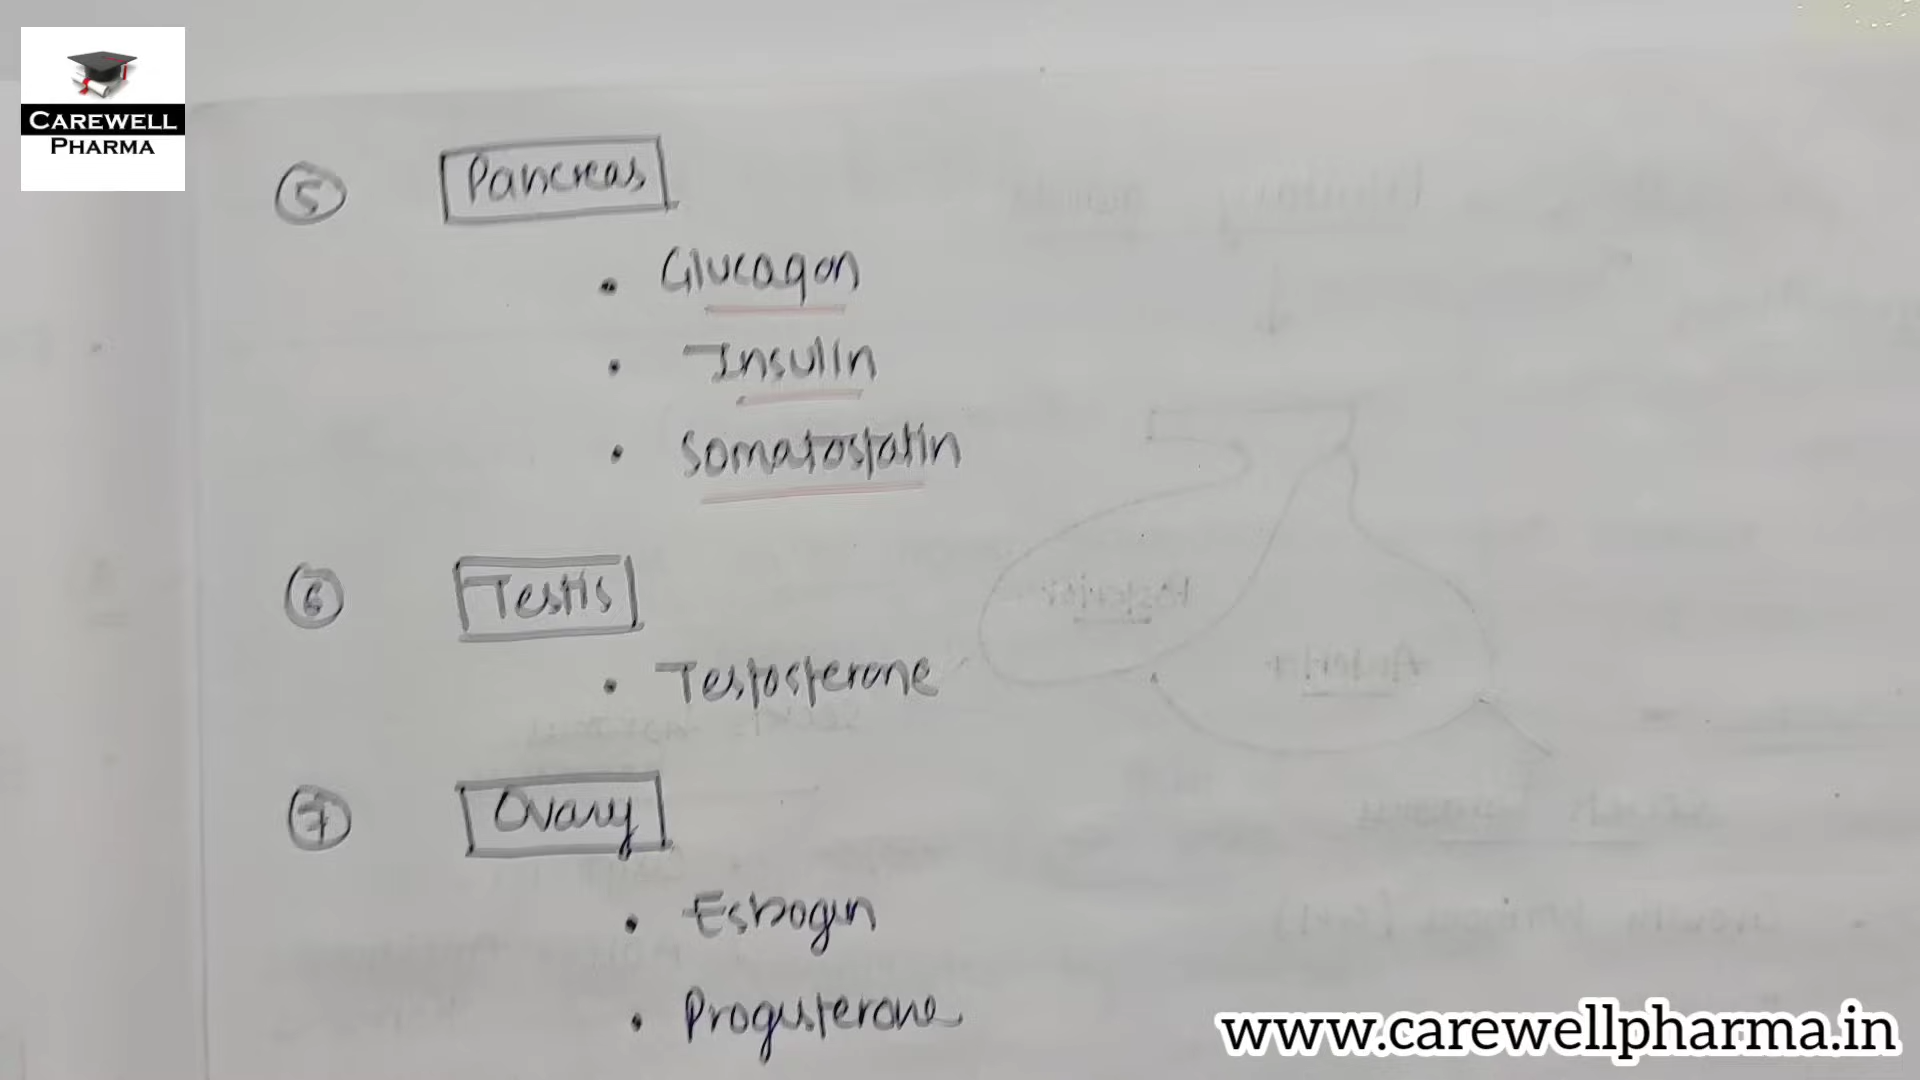 CAREWELL
PHARMA
5 Pancreas
• Glucagon
• Insulin
• Somatostatin
6 Testis
• Testosterone
7 Ovary
• Estrogen
• Progesterone
www.carewellpharma.in